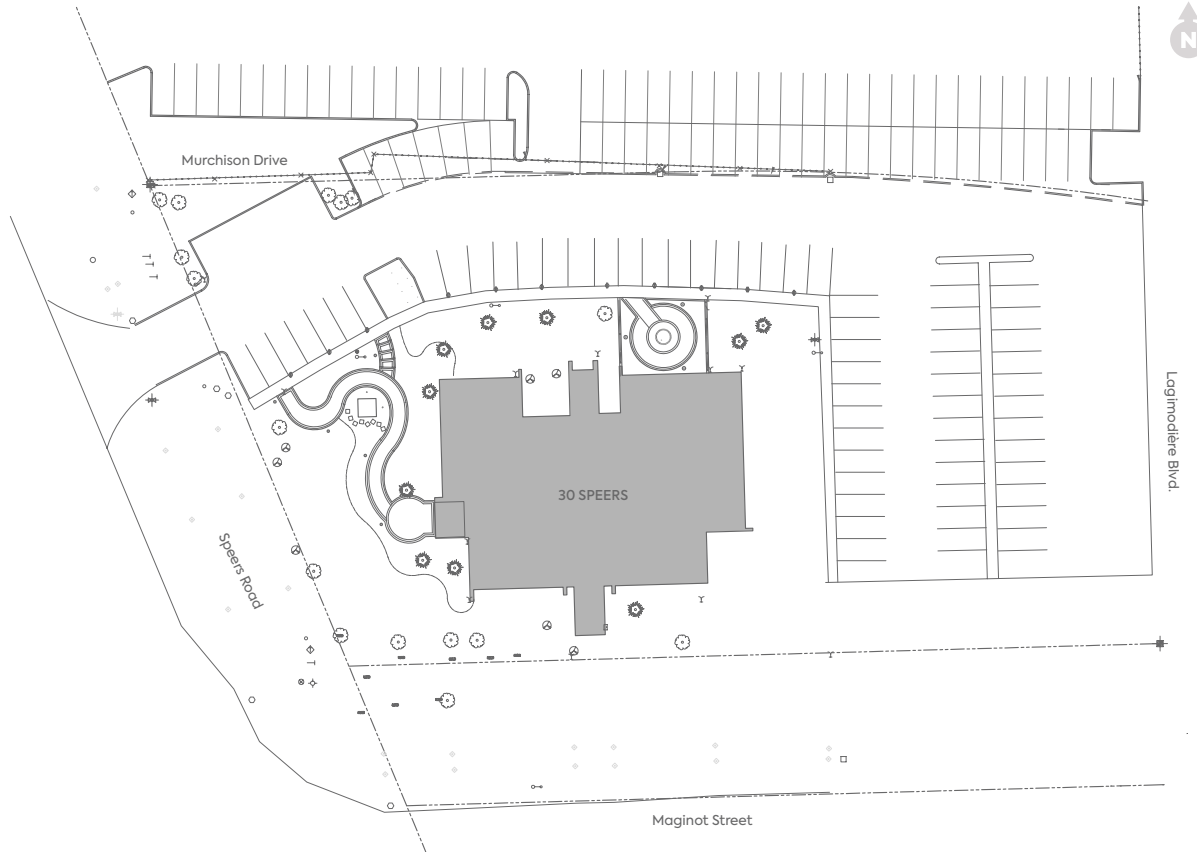 N
Murchison Drive
Lagimodière Blvd.
30 SPEERS
Speers Road
Maginot Street